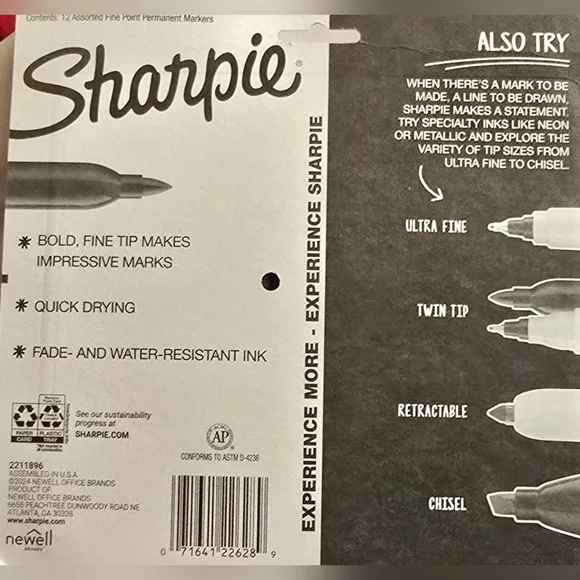 Contents: 12 Assorted Fine Point Permanent Markers
Sharpie®
* BOLD, FINE TIP MAKES
IMPRESSIVE MARKS
* QUICK DRYING
* FADE- AND WATER-RESISTANT INK
PAPER
CARD
PLASTIC
TRAY
See our sustainability
progress at
SHARPIE.COM
AP
CONFORMS TO ASTM D-4236
2211896
ASSEMBLED IN U.S.A
©2024 NEWELL OFFICE BRANDS
PRODUCT OF
NEWELL OFFICE BRANDS
6655 PEACHTREE DUNWOODY ROAD NE
ATLANTA, GA 30328
www.sharpie.com
newell
BRANDS
0 71641 22628 9
EXPERIENCE MORE - EXPERIENCE SHARPIE
ALSO TRY
WHEN THERE'S A MARK TO BE
MADE, A LINE TO BE DRAWN,
SHARPIE MAKES A STATEMENT.
TRY SPECIALTY INKS LIKE NEON
OR METALLIC AND EXPLORE THE
VARIETY OF TIP SIZES FROM
ULTRA FINE TO CHISEL.
ULTRA FINE
TWIN TIP
RETRACTABLE
CHISEL